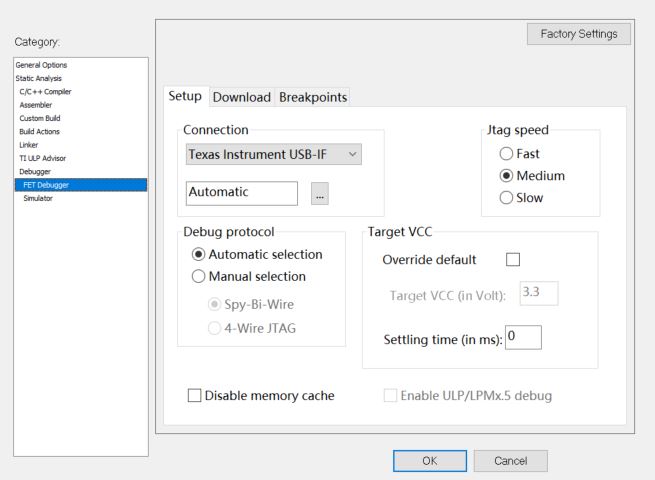 Factory Settings
Category:
General Options
Static Analysis
C/C++ Compiler
Assembler
Custom Build
Build Actions
Linker
TI ULP Advisor
Debugger
FET Debugger
Simulator
Setup Download Breakpoints
Connection
Texas Instrument USB-IF
Automatic
...
Jtag speed
Fast
Medium
Slow
Debug protocol
Automatic selection
Manual selection
Spy-Bi-Wire
4-Wire JTAG
Target VCC
Override default
Target VCC (in Volt): 3.3
Settling time (in ms): 0
Disable memory cache
Enable ULP/LPMx.5 debug
OK
Cancel